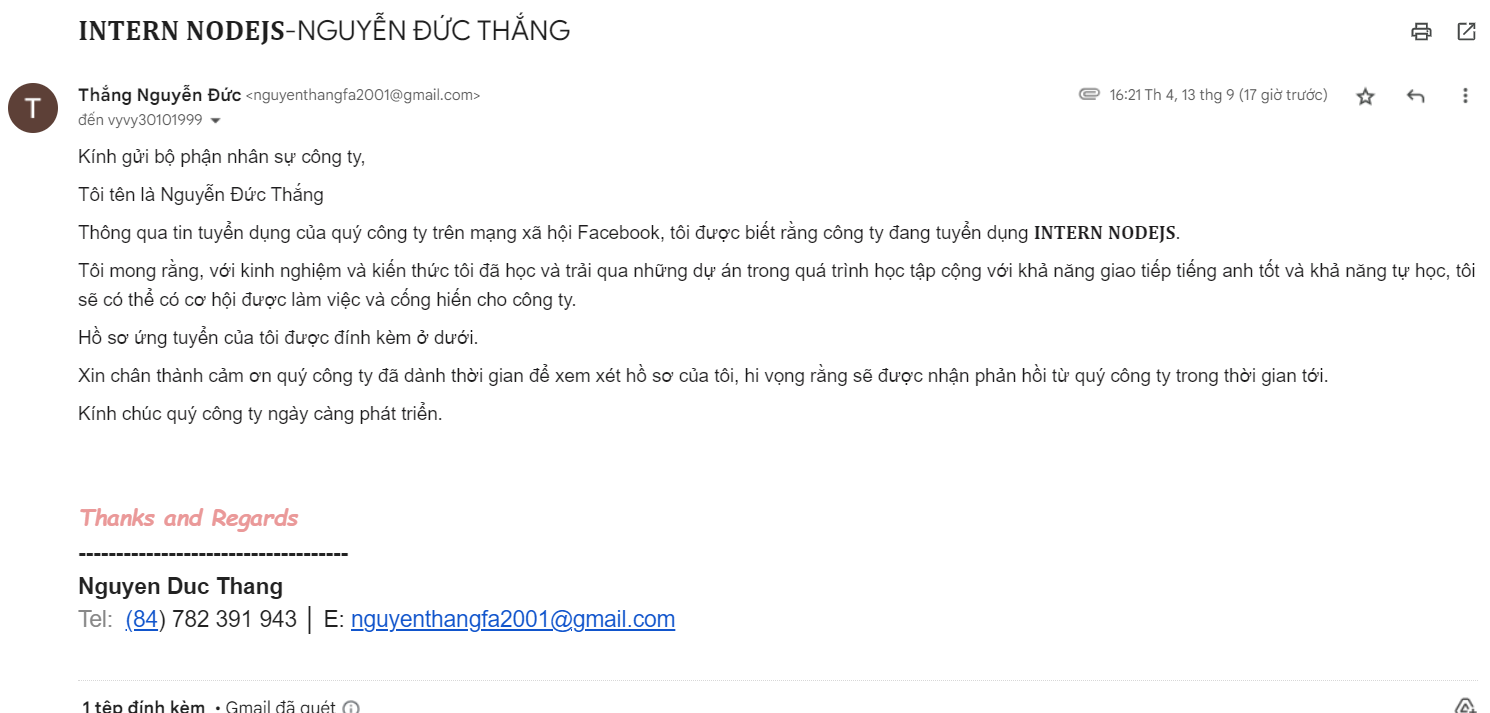 INTERN NODEJS-NGUYỄN ĐỨC THẮNG
T
Thắng Nguyễn Đức <nguyenthangfa2001@gmail.com>
16:21 Th 4, 13 thg 9 (17 giờ trước)
đến vyvy30101999
Kính gửi bộ phận nhân sự công ty,
Tôi tên là Nguyễn Đức Thắng
Thông qua tin tuyển dụng của quý công ty trên mạng xã hội Facebook, tôi được biết rằng công ty đang tuyển dụng INTERN NODEJS.
Tôi mong rằng, với kinh nghiệm và kiến thức tôi đã học và trải qua những dự án trong quá trình học tập cộng với khả năng giao tiếp tiếng anh tốt và khả năng tự học, tôi
sẽ có thể có cơ hội được làm việc và cống hiến cho công ty.
Hồ sơ ứng tuyển của tôi được đính kèm ở dưới.
Xin chân thành cảm ơn quý công ty đã dành thời gian để xem xét hồ sơ của tôi, hi vọng rằng sẽ được nhận phản hồi từ quý công ty trong thời gian tới.
Kính chúc quý công ty ngày càng phát triển.
Thanks and Regards
------------------------------------
Nguyen Duc Thang
Tel: (84) 782 391 943 │ E: nguyenthangfa2001@gmail.com
1 tệp đính kèm • Gmail đã quét